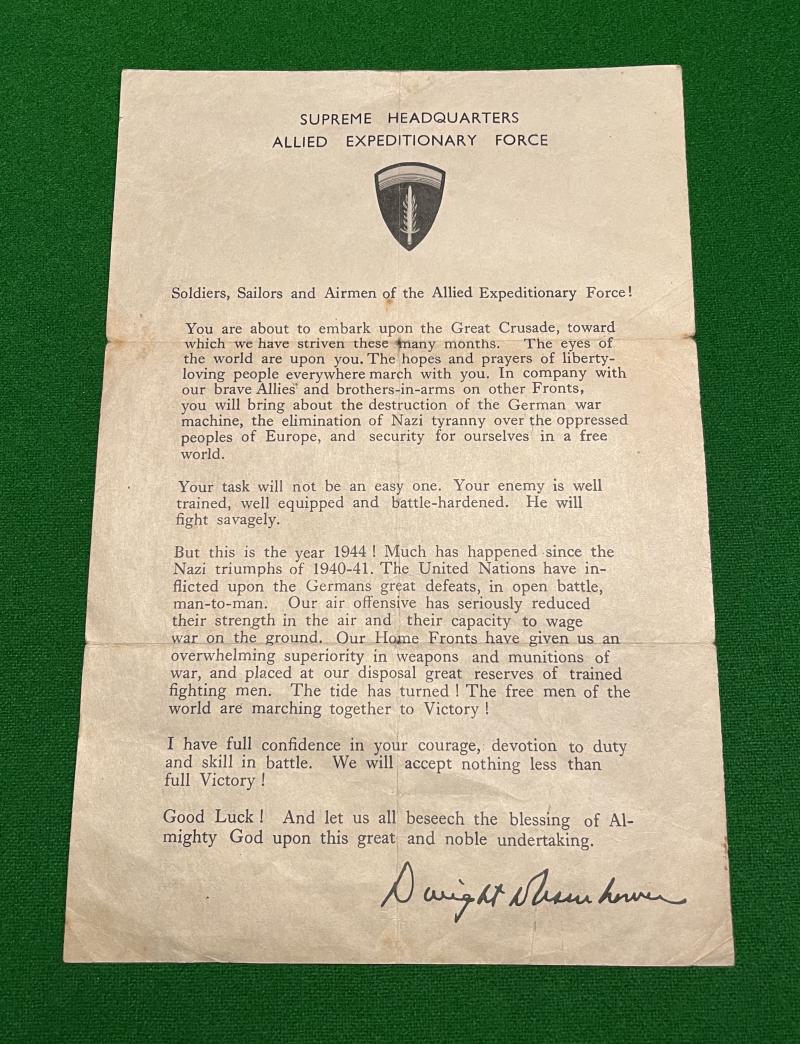 SUPREME HEADQUARTERS
ALLIED EXPEDITIONARY FORCE
Soldiers, Sailors and Airmen of the Allied Expeditionary Force!
You are about to embark upon the Great Crusade, toward
which we have striven these many months. The eyes of
the world are upon you. The hopes and prayers of liberty-
loving people everywhere march with you. In company with
our brave Allies and brothers-in-arms on other Fronts,
you will bring about the destruction of the German war
machine, the elimination of Nazi tyranny over the oppressed
peoples of Europe, and security for ourselves in a free
world.
Your task will not be an easy one. Your enemy is well
trained, well equipped and battle-hardened. He will
fight savagely.
But this is the year 1944 ! Much has happened since the
Nazi triumphs of 1940-41. The United Nations have in-
flicted upon the Germans great defeats, in open battle,
man-to-man. Our air offensive has seriously reduced
their strength in the air and their capacity to wage
war on the ground. Our Home Fronts have given us an
overwhelming superiority in weapons and munitions of
war, and placed at our disposal great reserves of trained
fighting men. The tide has turned ! The free men of the
world are marching together to Victory !
I have full confidence in your courage, devotion to duty
and skill in battle. We will accept nothing less than
full Victory !
Good Luck ! And let us all beseech the blessing of Al-
mighty God upon this great and noble undertaking.
Dwight D Eisenhower